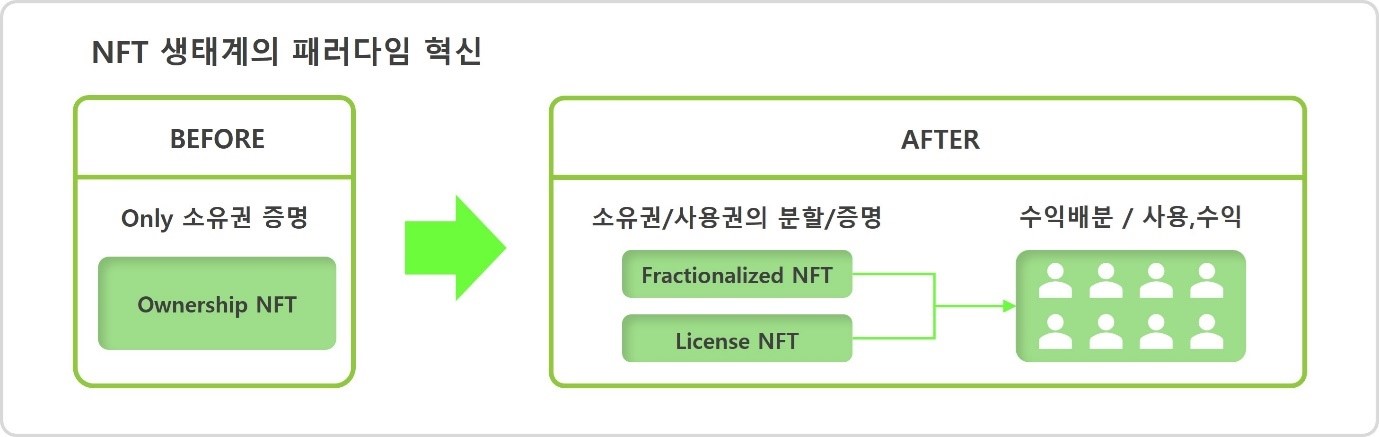 NFT 생태계의 패러다임 혁신
BEFORE
Only 소유권 증명
Ownership NFT
AFTER
소유권/사용권의 분할/증명
Fractionalized NFT
License NFT
수익배분 / 사용,수익